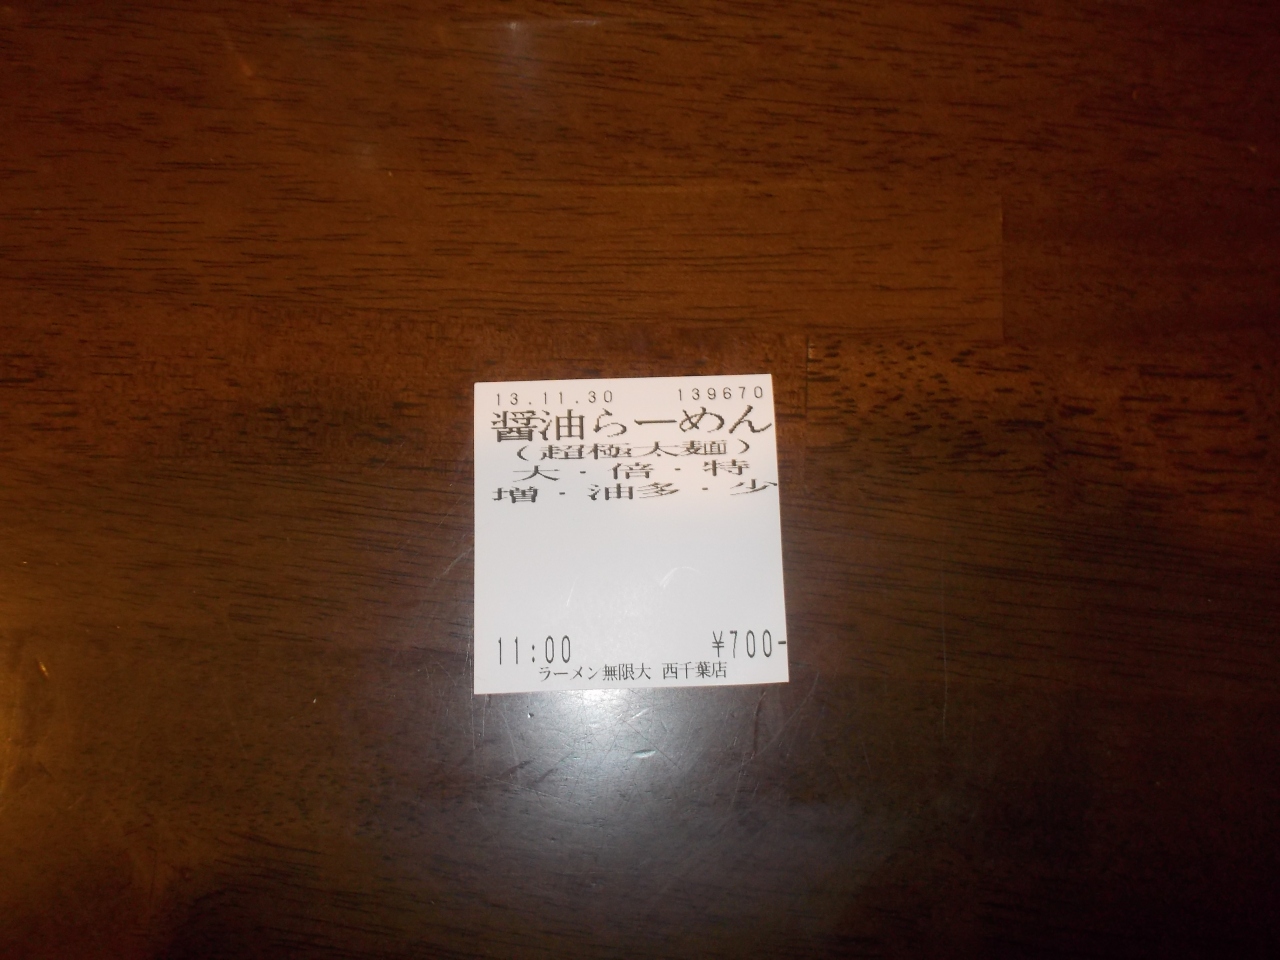 13.11.30 139670
醤油らーめん
(超極太麺)
大・倍・特
増・油多・少
11:00 ¥700-
ラーメン無限大 西千葉店